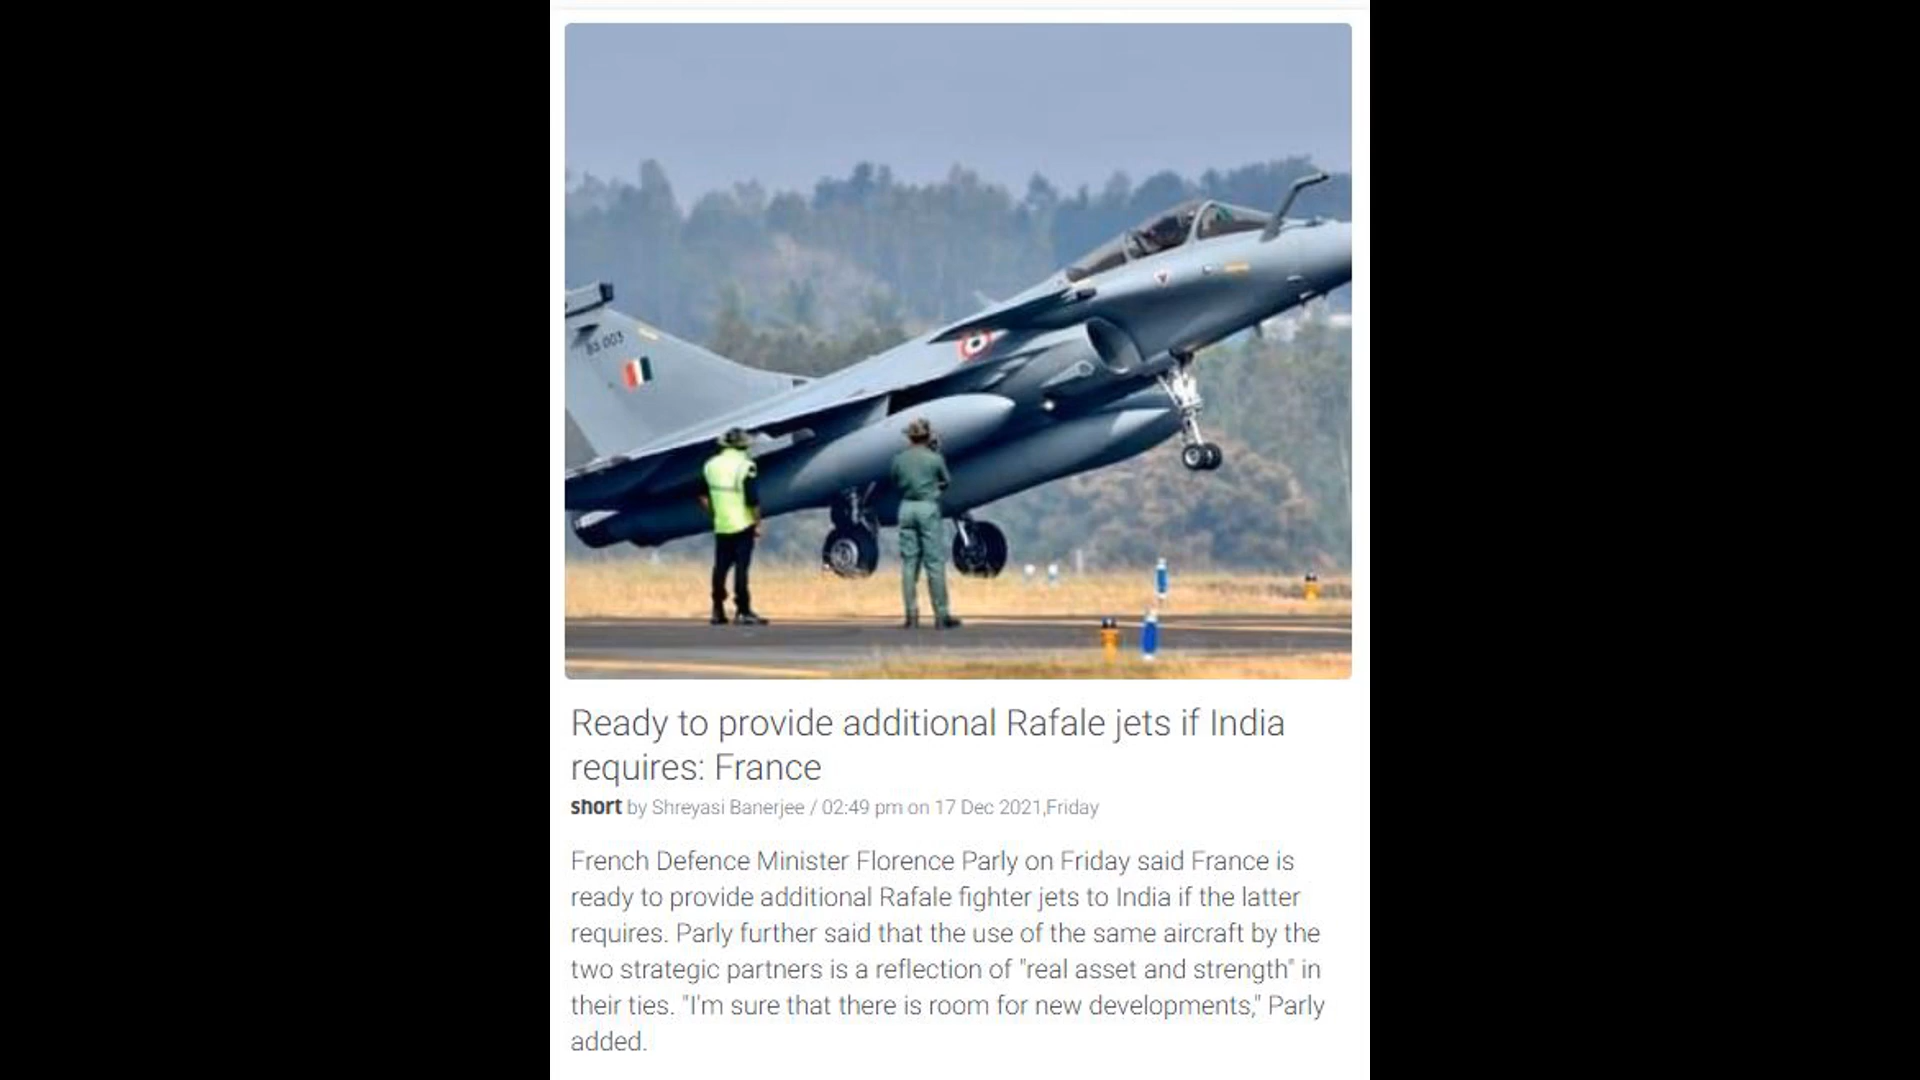 BS 003
Ready to provide additional Rafale jets if India
requires: France
short by Shreyasi Banerjee / 02:49 pm on 17 Dec 2021,Friday
French Defence Minister Florence Parly on Friday said France is
ready to provide additional Rafale fighter jets to India if the latter
requires. Parly further said that the use of the same aircraft by the
two strategic partners is a reflection of "real asset and strength" in
their ties. "I'm sure that there is room for new developments," Parly
added.